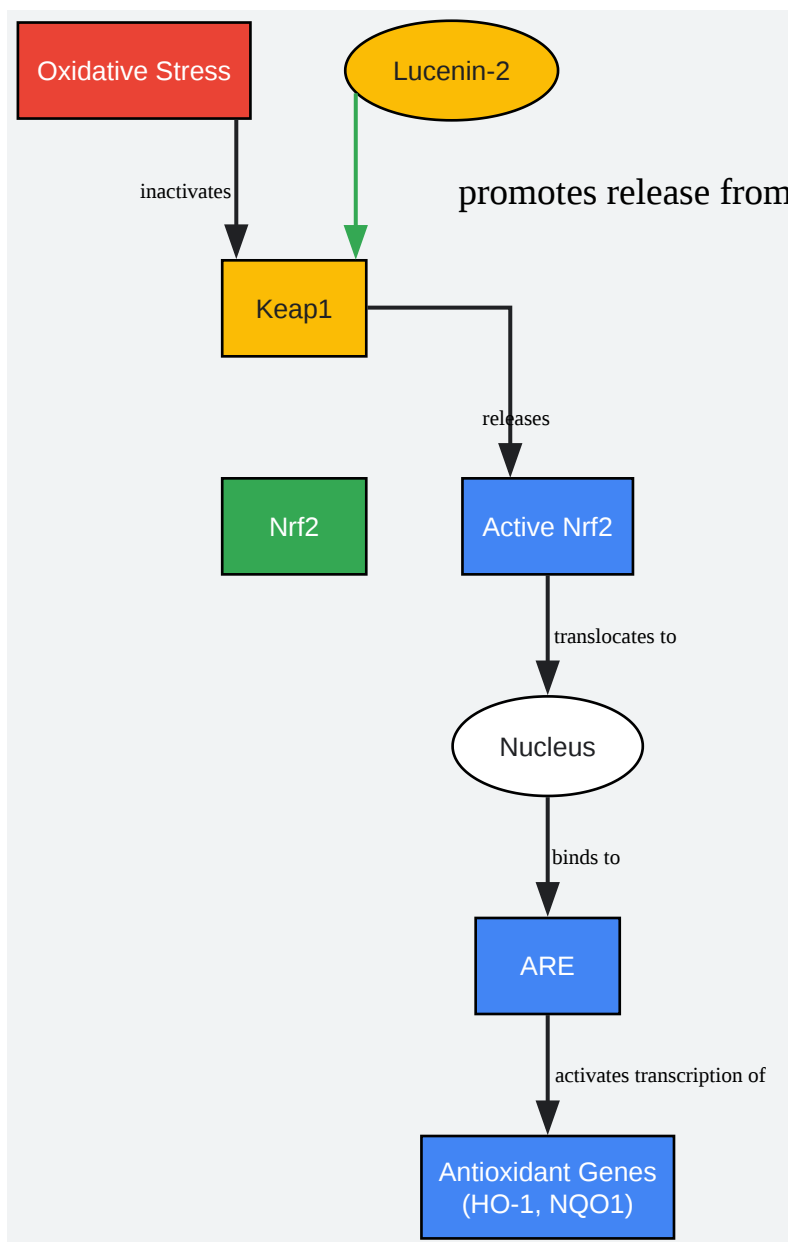 Oxidative Stress
Lucenin-2
inactivates
promotes release from
Keap1
releases
Nrf2
Active Nrf2
translocates to
Nucleus
binds to
ARE
activates transcription of
Antioxidant Genes
(HO-1, NQO1)